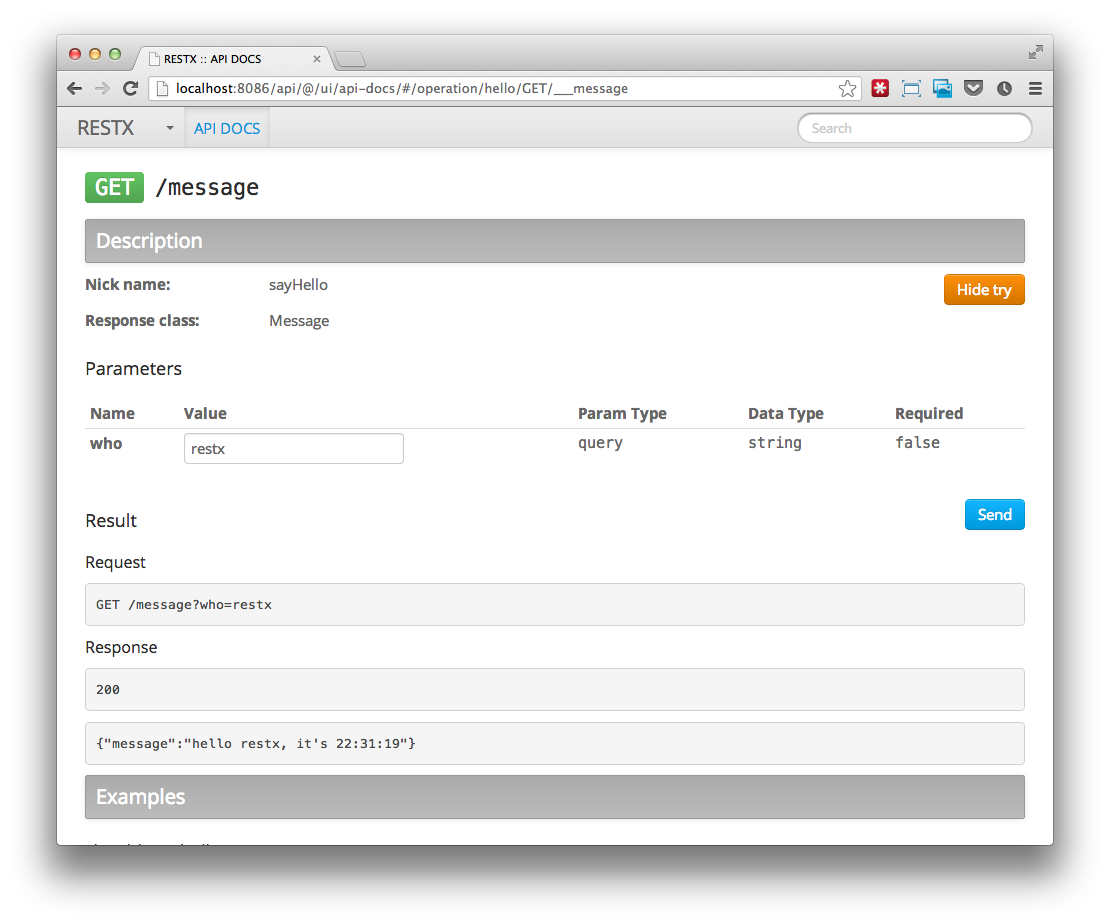 RESTX :: API DOCS
localhost:8086/api/@/ui/api-docs/#/operation/hello/GET/___message
RESTX API DOCS Search
GET /message
Description
Nick name: sayHello Hide try
Response class: Message
Parameters
Name Value Param Type Data Type Required
who restx query string false
Result Send
Request
GET /message?who=restx
Response
200
{"message":"hello restx, it's 22:31:19"}
Examples